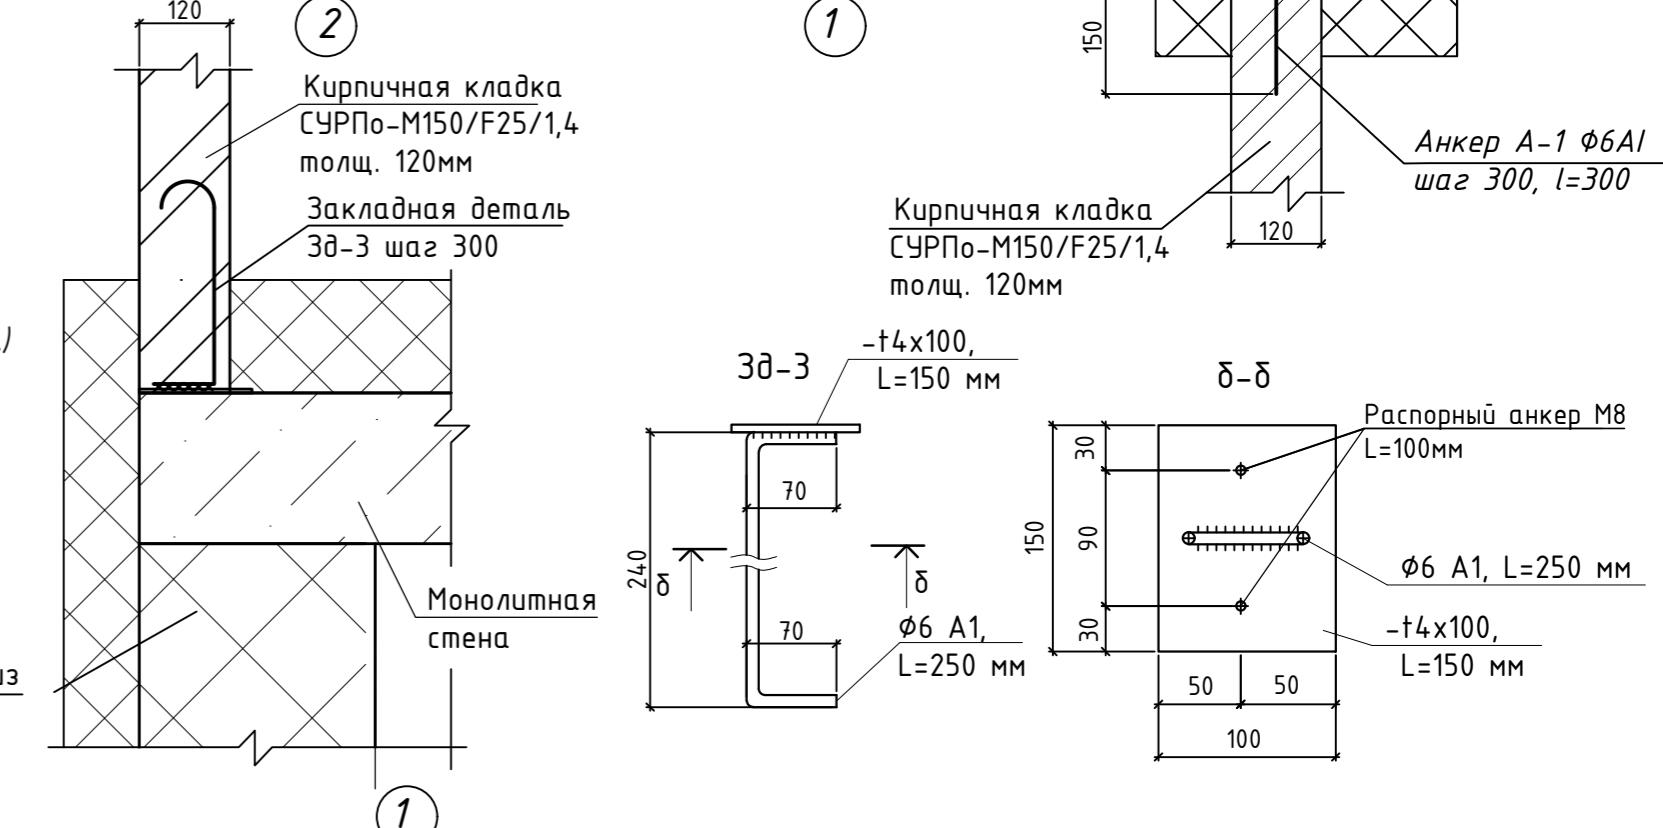 120
2
Кирпичная кладка
СУРПо-М150/F25/1,4
толщ. 120мм
Закладная деталь
Зд-3 шаг 300
Монолитная
стена
1
1
150
Анкер А-1 Ф6АI
шаг 300, l=300
Кирпичная кладка
СУРПо-М150/F25/1,4
толщ. 120мм
120
Зд-3
-t4x100,
L=150 мм
240
70
70
б
б
Ф6 А1,
L=250 мм
б-б
Распорный анкер М8
L=100мм
30
90
30
150
Ф6 А1, L=250 мм
-t4x100,
L=150 мм
50
50
100